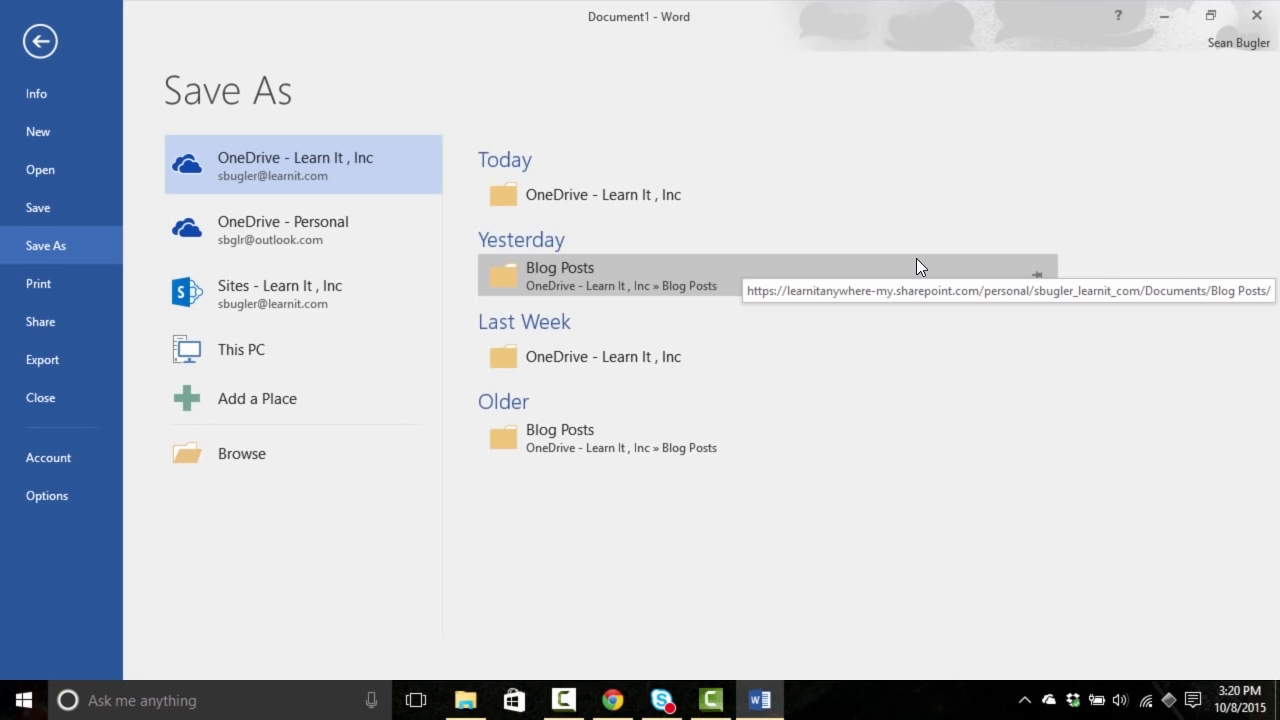 Document1 - Word
?
Sean Bugler
Info
New
Open
Save
Save As
Print
Share
Export
Close
Account
Options
Save As
OneDrive - Learn It , Inc
sbugler@learnit.com
OneDrive - Personal
sbglr@outlook.com
Sites - Learn It , Inc
sbugler@learnit.com
This PC
Add a Place
Browse
Today
OneDrive - Learn It , Inc
Yesterday
Blog Posts
OneDrive - Learn It , Inc » Blog Posts
https://learnitanywhere-my.sharepoint.com/personal/sbugler_learnit_com/Documents/Blog Posts/
Last Week
OneDrive - Learn It , Inc
Older
Blog Posts
OneDrive - Learn It , Inc » Blog Posts
Ask me anything
3:20 PM
10/8/2015